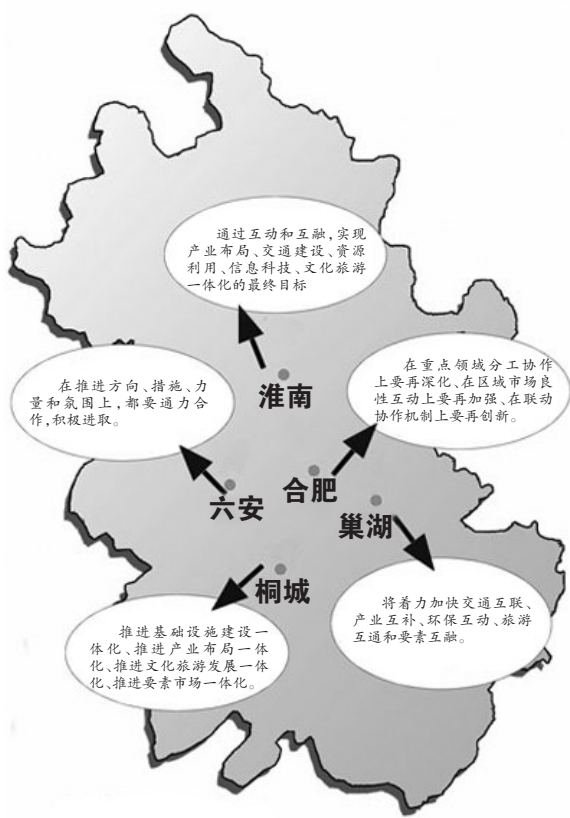 通过互动和互融,实现
产业布局、交通建设、资源
利用、信息科技、文化旅游
一体化的最终目标
淮南
在推进方向、措施、力
量和氛围上,都要通力合
作,积极进取。
在重点领域分工协作
上要再深化、在区域市场良
性互动上要再加强、在联动
协作机制上要再创新。
六安
合肥
巢湖
桐城
推进基础设施建设一
体化、推进产业布局一体
化、推进文化旅游发展一体
化、推进要素市场一体化。
将着力加快交通互联、
产业互补、环保互动、旅游
互通和要素互融。